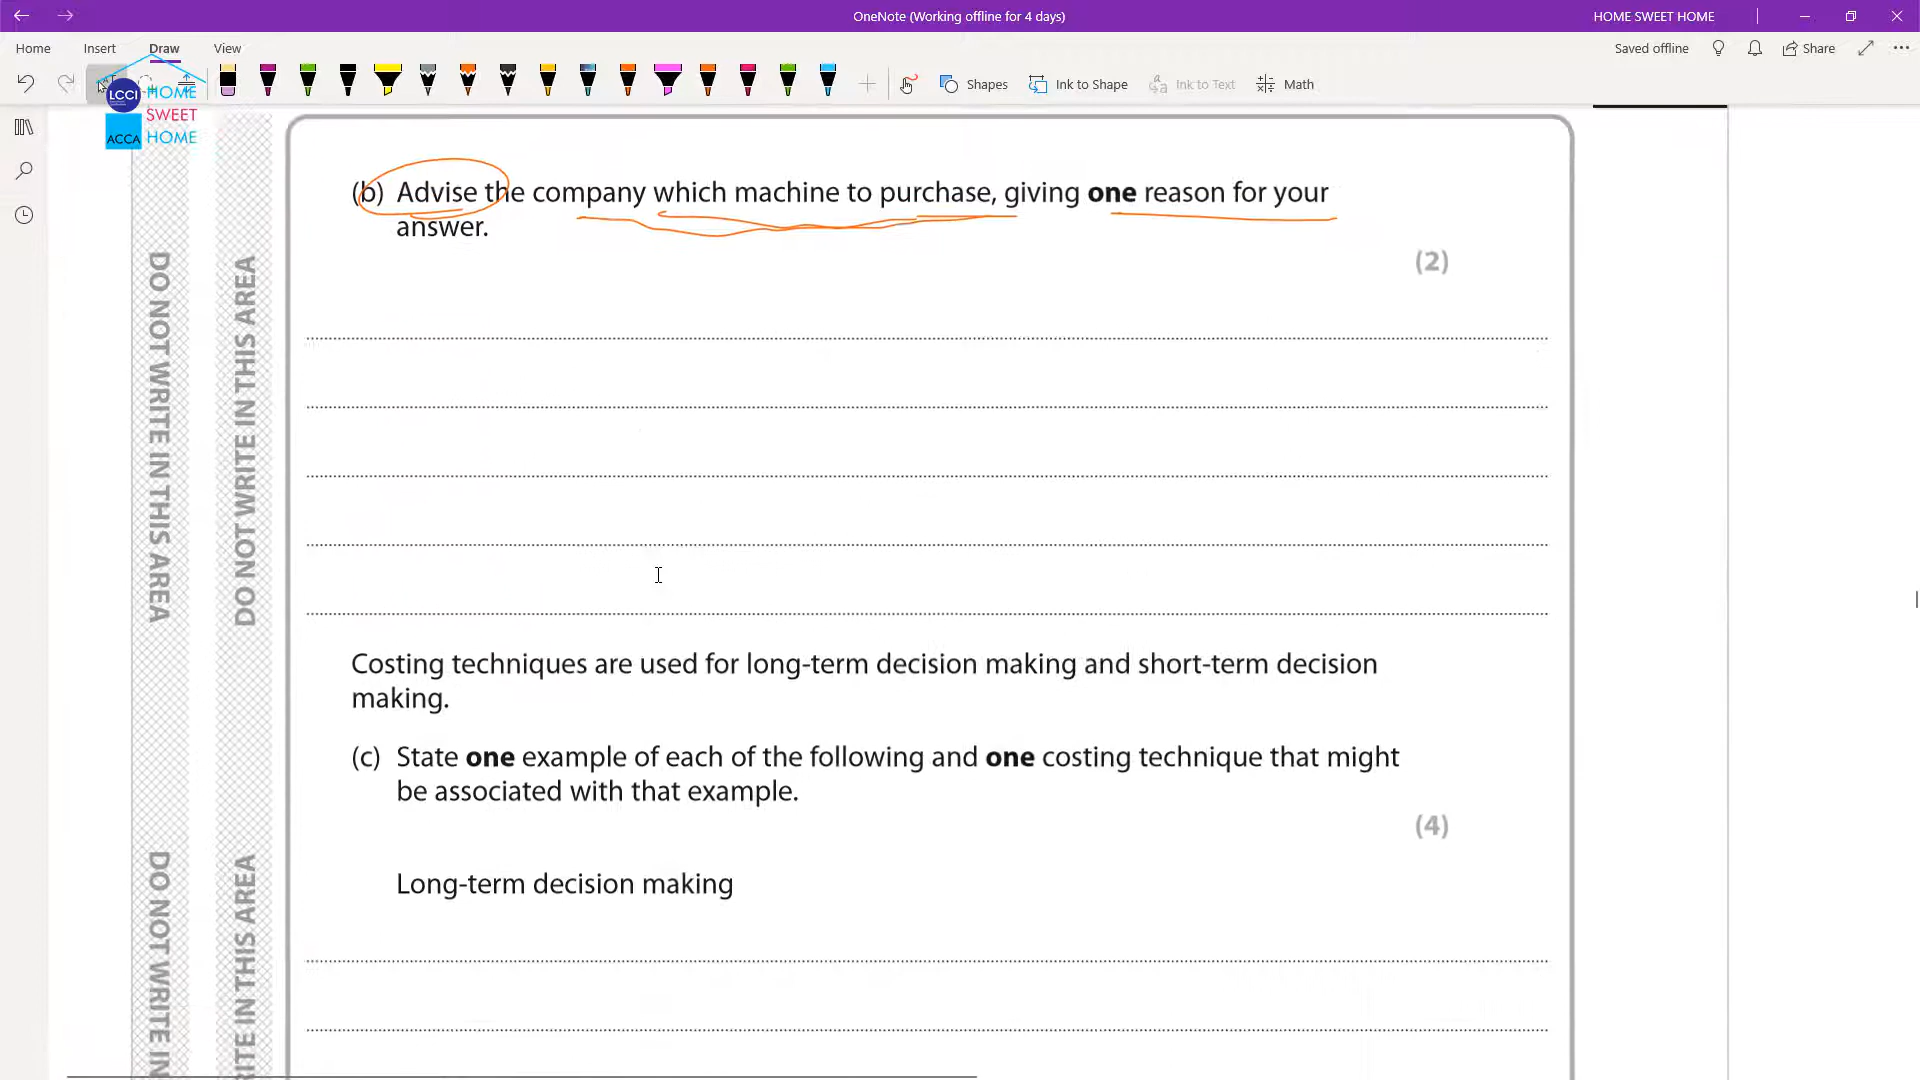 OneNote (Working offline for 4 days)
HOME SWEET HOME
Home Insert Draw View
Saved offline
Share
Shapes
Ink to Shape
Ink to Text
Math
LCCI
HOME
SWEET
ACCA HOME
(b) Advise the company which machine to purchase, giving one reason for your
answer.
(2)
Costing techniques are used for long-term decision making and short-term decision
making.
(c) State one example of each of the following and one costing technique that might
be associated with that example.
(4)
Long-term decision making
DO NOT WRITE IN THIS AREA
DO NOT WRITE IN THIS AREA
DO NOT WRITE IN
RITE IN THIS AREA